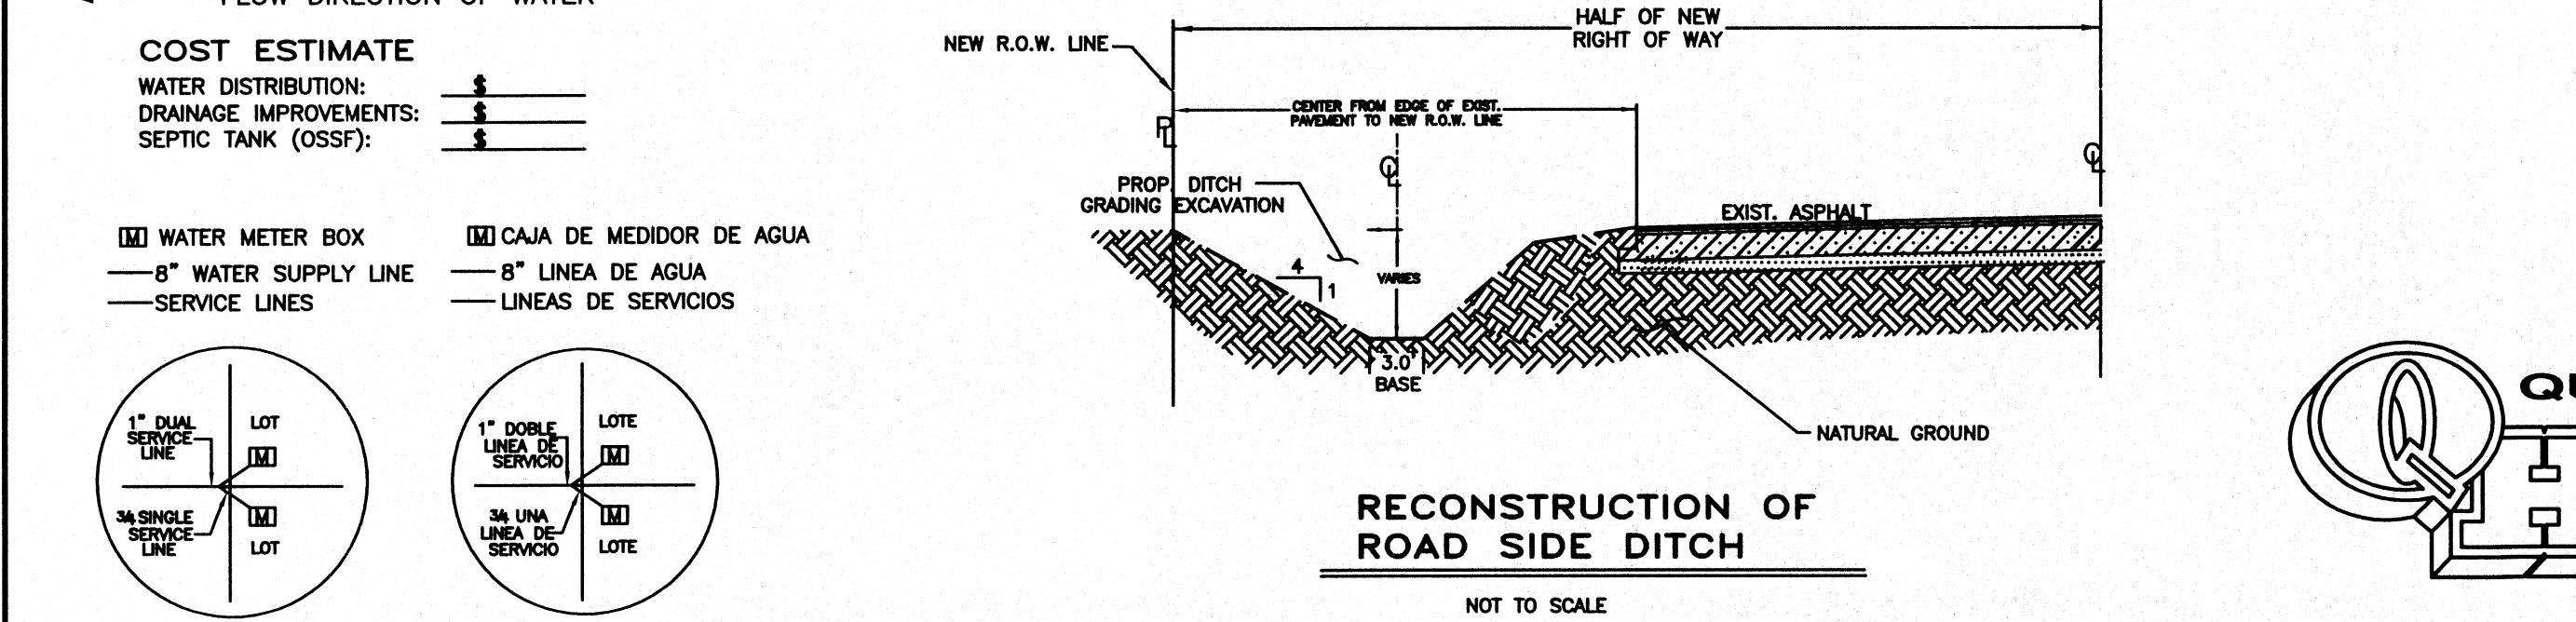 FLOW DIRECTION OF WATER
COST ESTIMATE
WATER DISTRIBUTION: $
DRAINAGE IMPROVEMENTS: $
SEPTIC TANK (OSSF): $
M WATER METER BOX
8" WATER SUPPLY LINE
SERVICE LINES
M CAJA DE MEDIDOR DE AGUA
8" LINEA DE AGUA
LINEAS DE SERVICIOS
1" DUAL
SERVICE
LINE
LOT
M
M
3/4 SINGLE
SERVICE
LINE
LOT
1" DOBLE
LINEA DE
SERVICIO
LOTE
M
M
3/4 UNA
LINEA DE
SERVICIO
LOTE
HALF OF NEW
RIGHT OF WAY
NEW R.O.W. LINE
CENTER FROM EDGE OF EXIST.
PAVEMENT TO NEW R.O.W. LINE
PL
CL
CL
PROP. DITCH
GRADING EXCAVATION
EXIST. ASPHALT
4
1
VARIES
3.0'
BASE
NATURAL GROUND
RECONSTRUCTION OF
ROAD SIDE DITCH
NOT TO SCALE